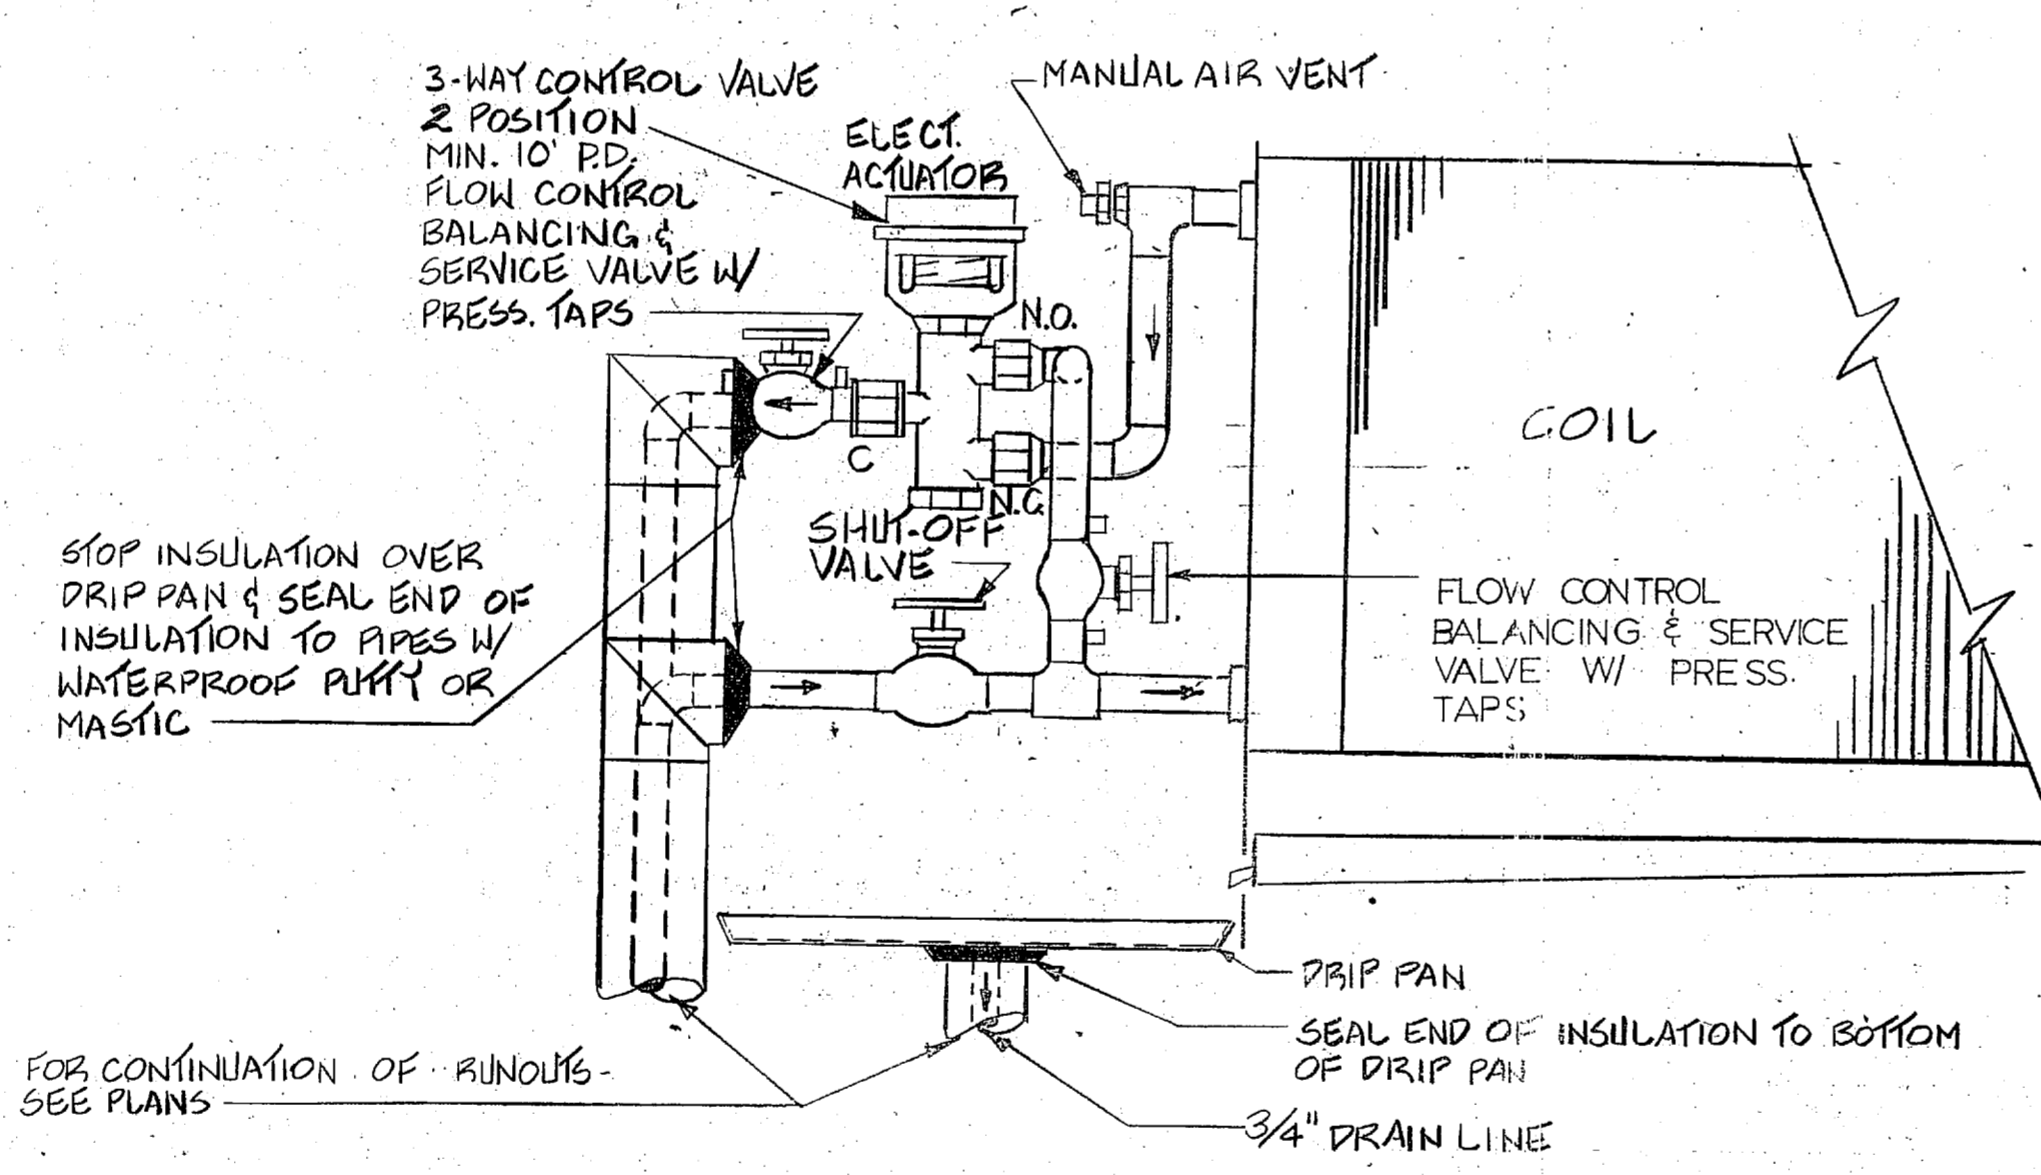 3-WAY CONTROL VALVE
2 POSITION
MIN. 10' P.D.
FLOW CONTROL
BALANCING &
SERVICE VALVE W/
PRESS. TAPS
ELECT.
ACTUATOR
MANUAL AIR VENT
N.O.
C
N.C.
COIL
SHUT-OFF
VALVE
STOP INSULATION OVER
DRIP PAN & SEAL END OF
INSULATION TO PIPES W/
WATERPROOF PUTTY OR
MASTIC
FLOW CONTROL
BALANCING & SERVICE
VALVE W/ PRESS.
TAPS
DRIP PAN
SEAL END OF INSULATION TO BOTTOM
OF DRIP PAN
FOR CONTINUATION OF RUNOUTS-
SEE PLANS
3/4" DRAIN LINE